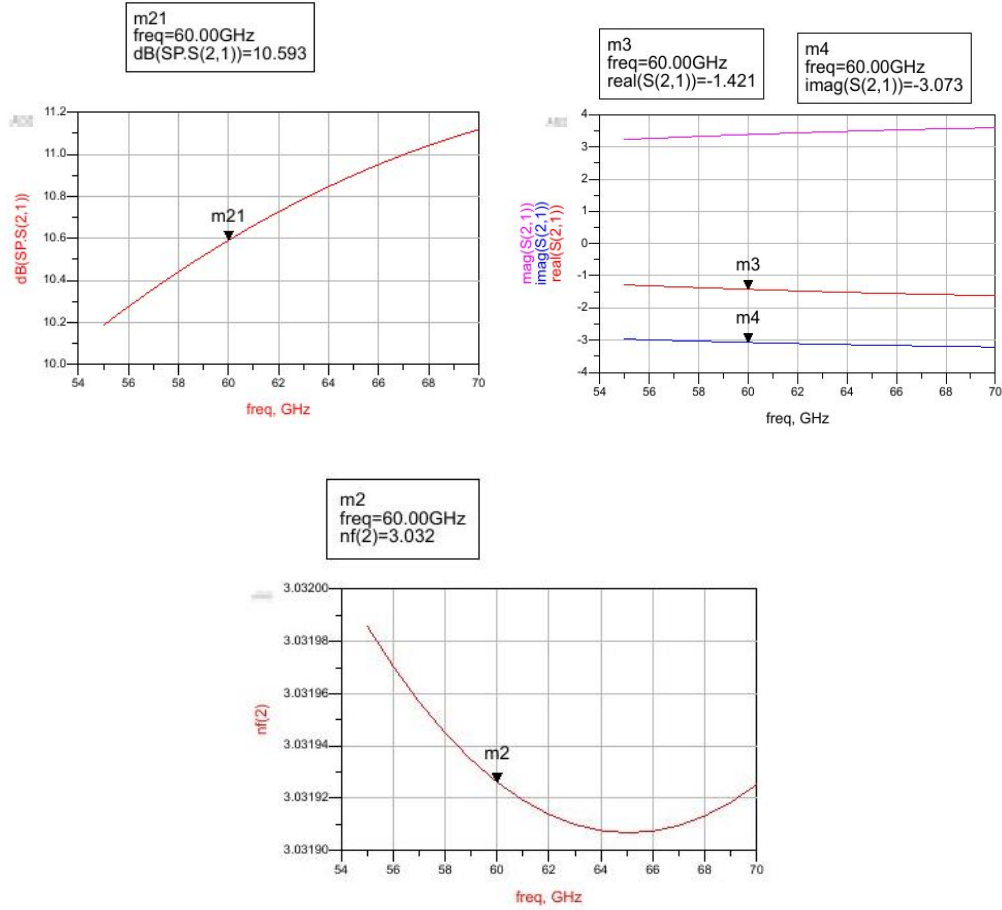 m21
freq=60.00GHz
dB(SP.S(2,1))=10.593
11.2
11.0
10.8
10.6
10.4
10.2
10.0
dB(SP.S(2,1))
m21
54 56 58 60 62 64 66 68 70
freq, GHz
m3
freq=60.00GHz
real(S(2,1))=-1.421
m4
freq=60.00GHz
imag(S(2,1))=-3.073
4
3
2
1
0
-1
-2
-3
-4
mag(S(2,1))
imag(S(2,1))
real(S(2,1))
m3
m4
54 56 58 60 62 64 66 68 70
freq, GHz
m2
freq=60.00GHz
nf(2)=3.032
3.03200
3.03198
3.03196
3.03194
3.03192
3.03190
nf(2)
m2
54 56 58 60 62 64 66 68 70
freq, GHz